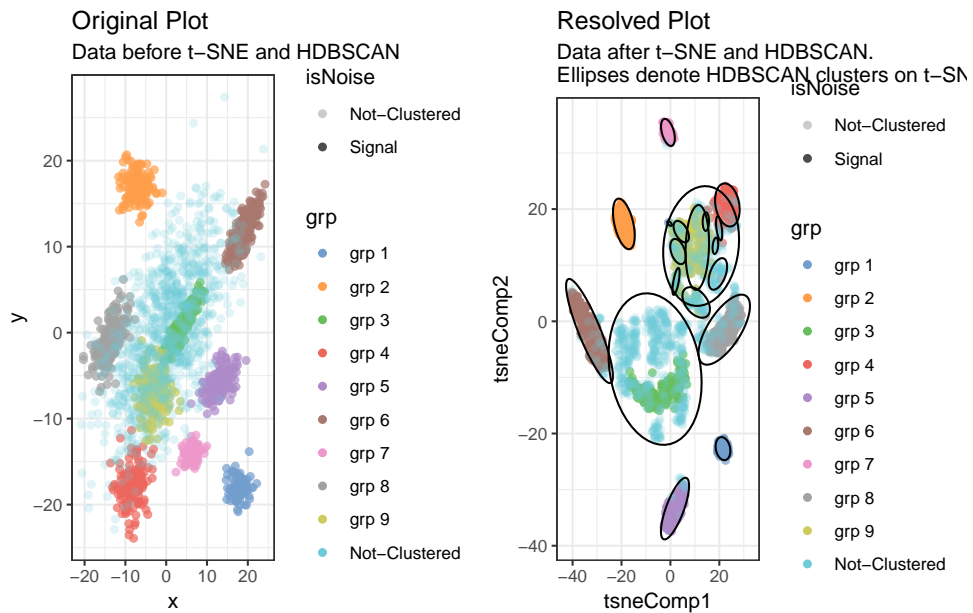 Original Plot
Data before t−SNE and HDBSCAN
y
20
10
0
−10
−20
−20
−10
0
10
20
x
isNoise
Not−Clustered
Signal
grp
grp 1
grp 2
grp 3
grp 4
grp 5
grp 6
grp 7
grp 8
grp 9
Not−Clustered
Resolved Plot
Data after t−SNE and HDBSCAN.
Ellipses denote HDBSCAN clusters on t−SN
tsneComp2
20
0
−20
−40
−40
−20
0
20
tsneComp1
isNoise
Not−Clustered
Signal
grp
grp 1
grp 2
grp 3
grp 4
grp 5
grp 6
grp 7
grp 8
grp 9
Not−Clustered